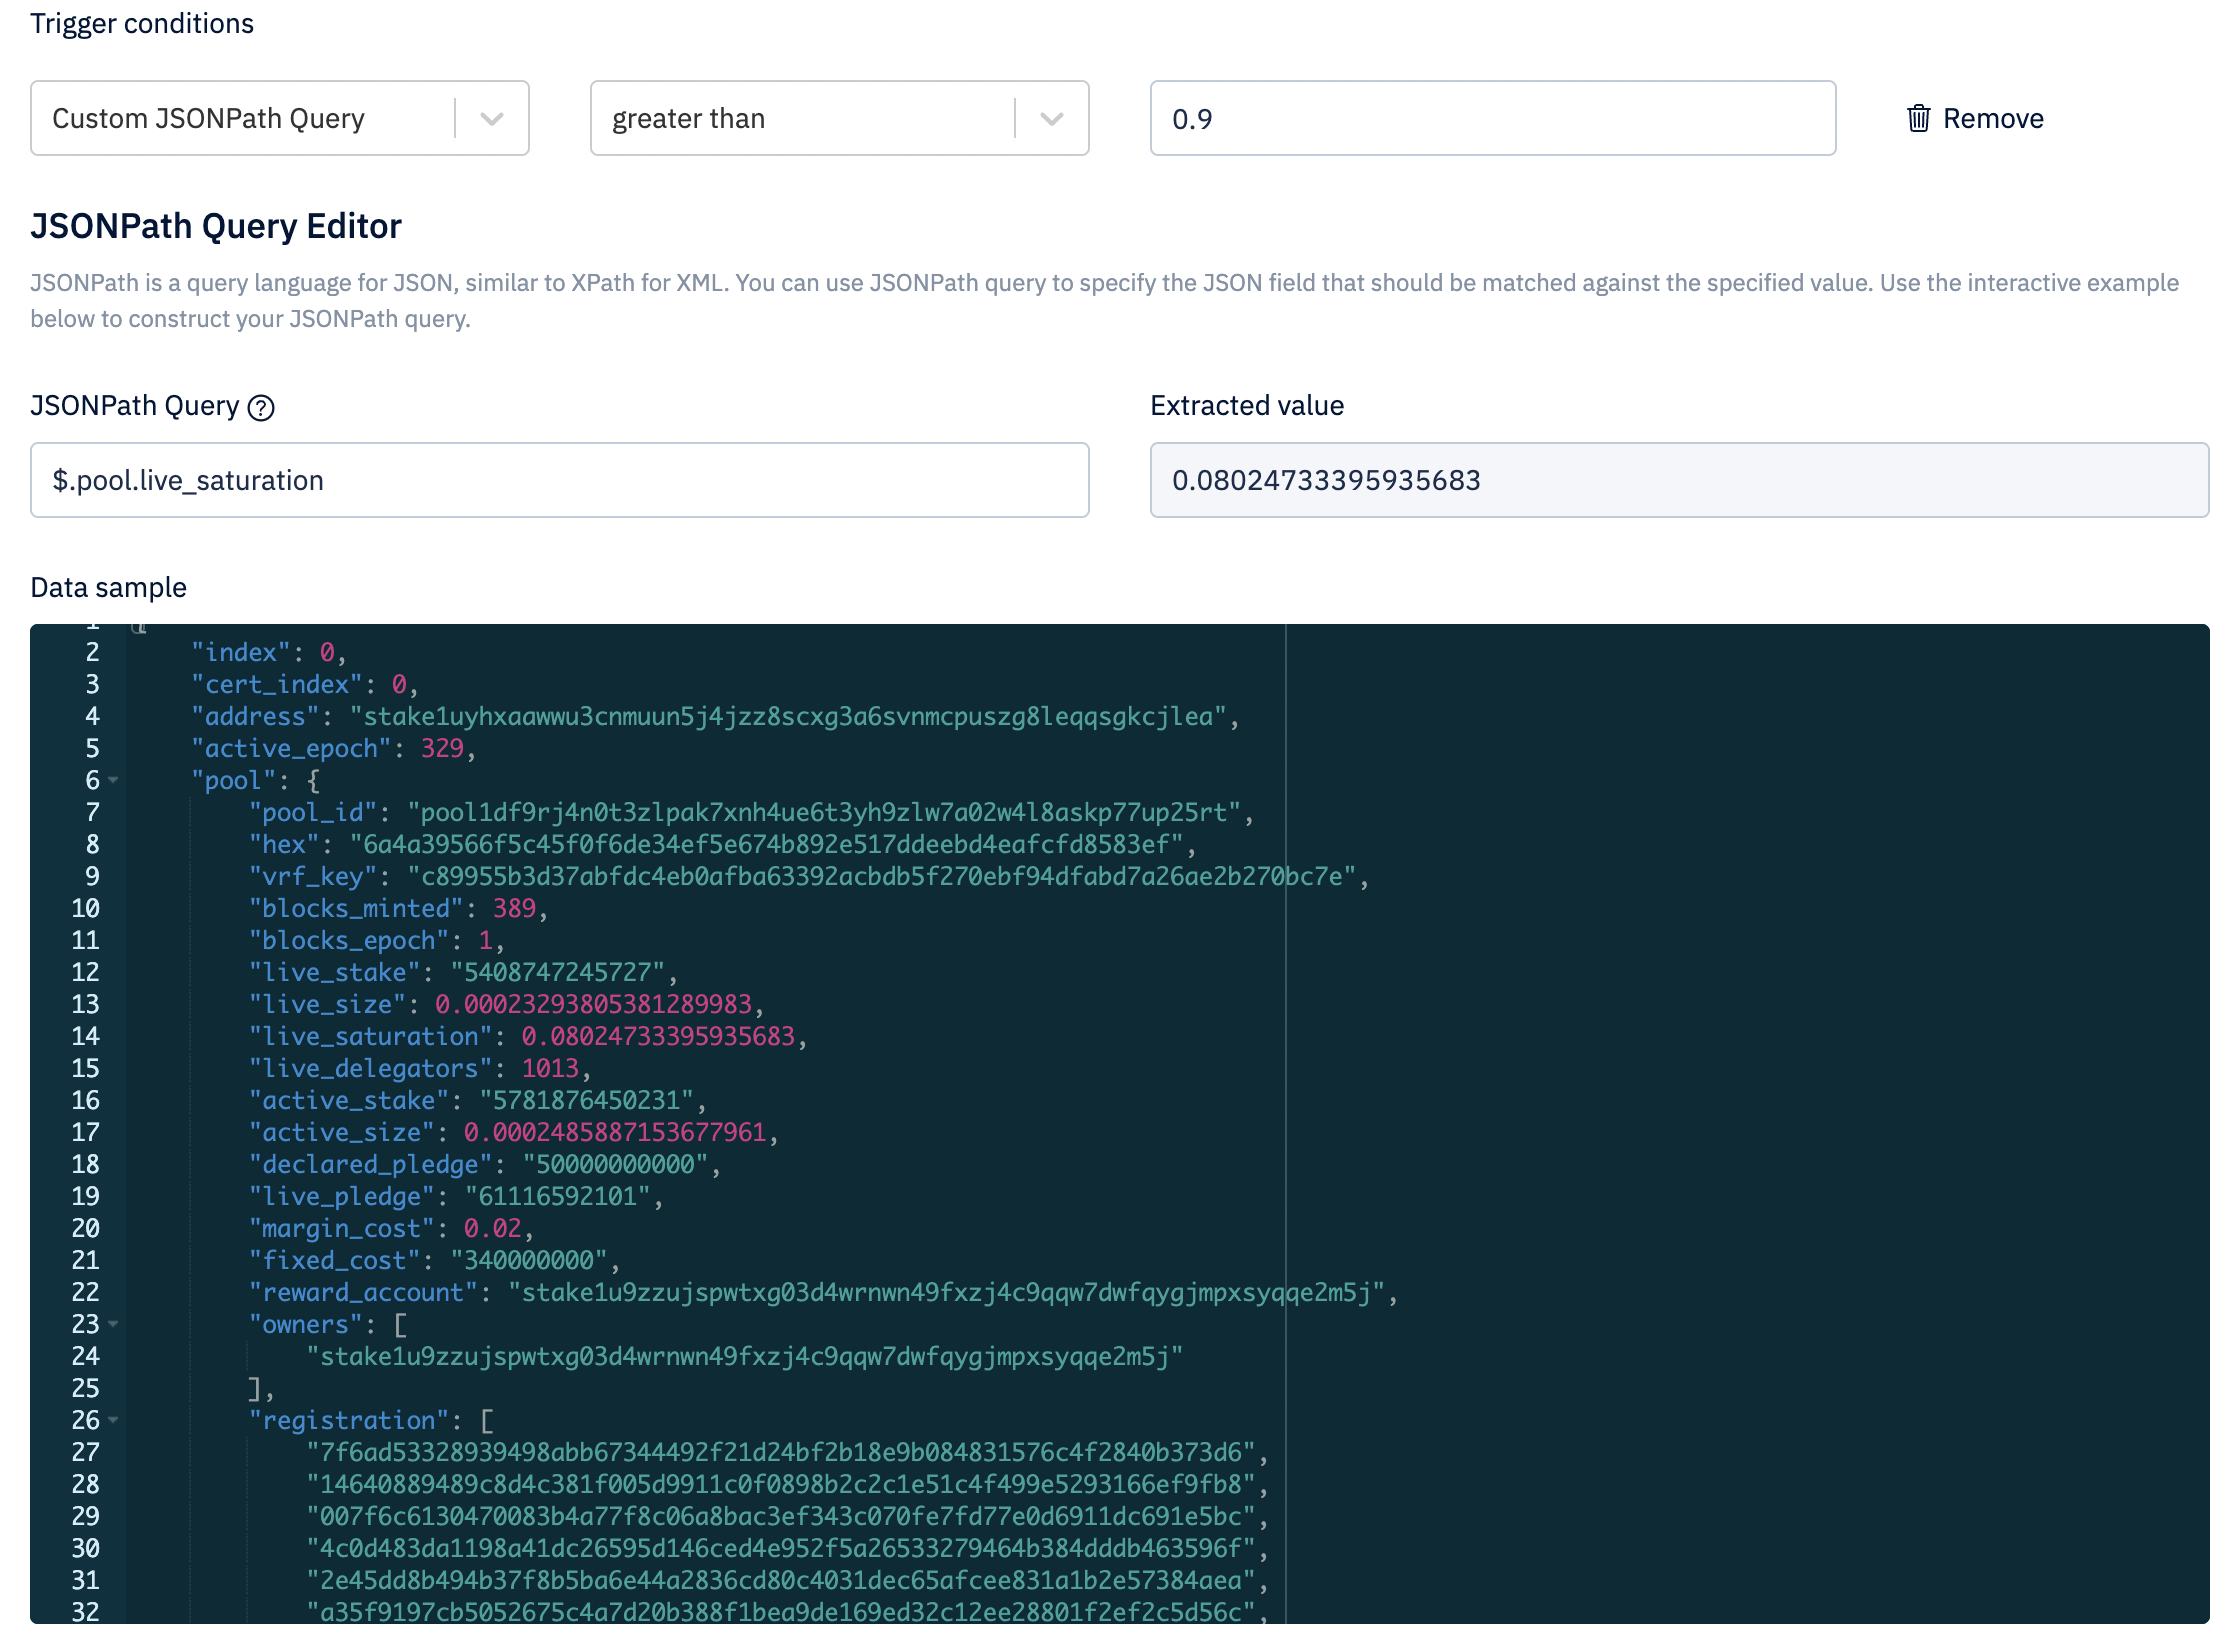 Trigger conditions
Custom JSONPath Query
greater than
0.9
Remove
JSONPath Query Editor
JSONPath is a query language for JSON, similar to XPath for XML. You can use JSONPath query to specify the JSON field that should be matched against the specified value. Use the interactive example
below to construct your JSONPath query.
JSONPath Query ?
Extracted value
$.pool.live_saturation
0.08024733395935683
Data sample
1 {
2 "index": 0,
3 "cert_index": 0,
4 "address": "stake1uyhxaawwu3cnmuun5j4jzz8scxg3a6svnmcpuszg8leqqsgkcjlea",
5 "active_epoch": 329,
6 "pool": {
7 "pool_id": "pool1df9rj4n0t3zlpak7xnh4ue6t3yh9zlw7a02w4l8askp77up25rt",
8 "hex": "6a4a39566f5c45f0f6de34ef5e674b892e517ddeebd4eafcfd8583ef",
9 "vrf_key": "c89955b3d37abfdc4eb0afba63392acbdb5f270ebf94dfabd7a26ae2b270bc7e",
10 "blocks_minted": 389,
11 "blocks_epoch": 1,
12 "live_stake": "5408747245727",
13 "live_size": 0.00023293805381289983,
14 "live_saturation": 0.08024733395935683,
15 "live_delegators": 1013,
16 "active_stake": "5781876450231",
17 "active_size": 0.0002485887153677961,
18 "declared_pledge": "50000000000",
19 "live_pledge": "61116592101",
20 "margin_cost": 0.02,
21 "fixed_cost": "340000000",
22 "reward_account": "stake1u9zzujspwtxg03d4wrnwn49fxzj4c9qqw7dwfqygjmpxsyqqe2m5j",
23 "owners": [
24 "stake1u9zzujspwtxg03d4wrnwn49fxzj4c9qqw7dwfqygjmpxsyqqe2m5j"
25 ],
26 "registration": [
27 "7f6ad53328939498abb67344492f21d24bf2b18e9b084831576c4f2840b373d6",
28 "14640889489c8d4c381f005d9911c0f0898b2c2c1e51c4f499e5293166ef9fb8",
29 "007f6c6130470083b4a77f8c06a8bac3ef343c070fe7fd77e0d6911dc691e5bc",
30 "4c0d483da1198a41dc26595d146ced4e952f5a26533279464b384dddb463596f",
31 "2e45dd8b494b37f8b5ba6e44a2836cd80c4031dec65afcee831a1b2e57384aea",
32 "a35f9197cb5052675c4a7d20b388f1bea9de169ed32c12ee28801f2ef2c5d56c",